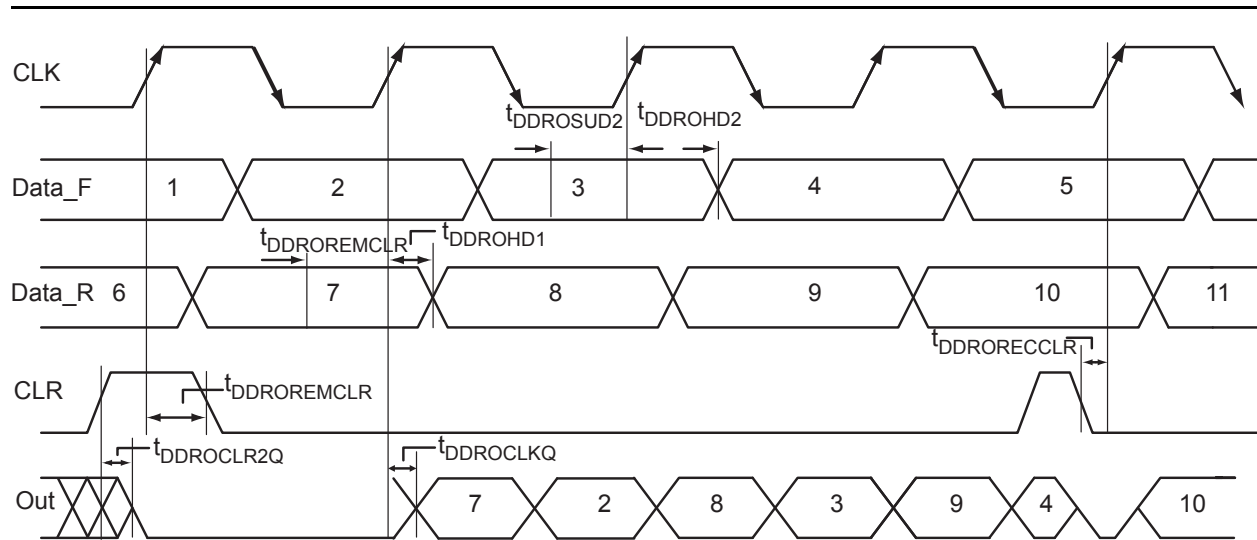 CLK
tDDROSUD2 tDDROHD2
Data_F 1 2 3 4 5
tDDROREMCLR tDDROHD1
Data_R 6 7 8 9 10 11
tDDRORECCLR
CLR tDDROREMCLR
tDDROCLR2Q tDDROCLKQ
Out 7 2 8 3 9 4 10